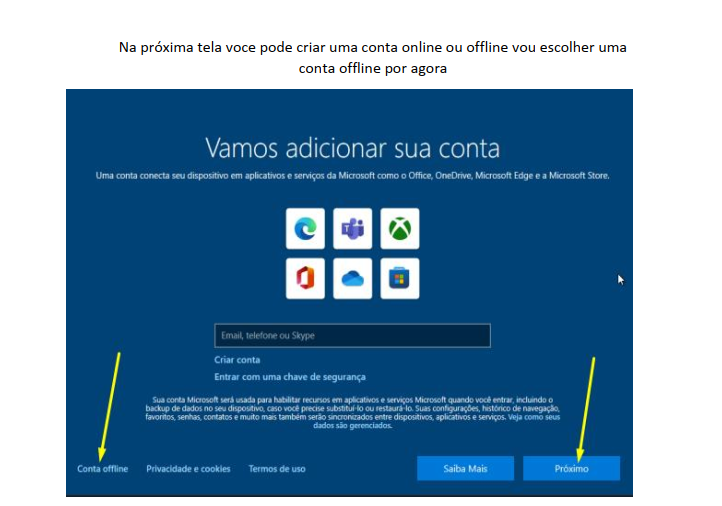 Na próxima tela voce pode criar uma conta online ou offline vou escolher uma
conta offline por agora
Vamos adicionar sua conta
Uma conta conecta seu dispositivo em aplicativos e serviços da Microsoft como o Office, OneDrive, Microsoft Edge e a Microsoft Store.
Email, telefone ou Skype
Criar conta
Entrar com uma chave de segurança
Sua conta Microsoft será usada para habilitar recursos em aplicativos e serviços Microsoft quando você entrar, incluindo o
backup de dados no seu dispositivo, caso você precise substituí-lo ou restaurá-lo. Suas configurações, histórico de navegação,
favoritos, senhas, contatos e muito mais também serão sincronizados entre dispositivos, aplicativos e serviços. Veja como seus
dados são gerenciados.
Conta offline
Privacidade e cookies
Termos de uso
Saiba Mais
Próximo